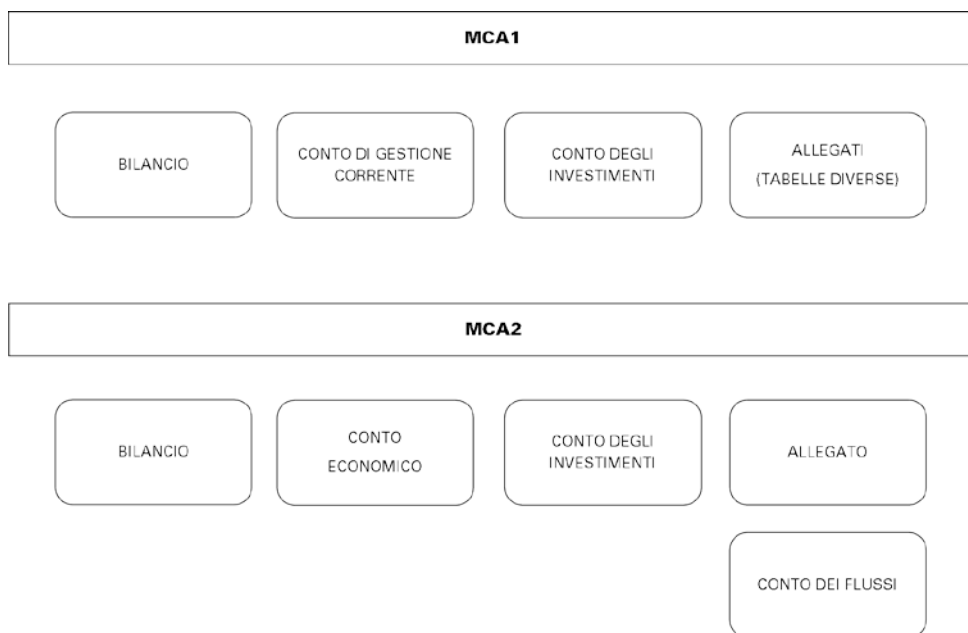 MCA1
BILANCIO
CONTO DI GESTIONE
CORRENTE
CONTO DEGLI
INVESTIMENTI
ALLEGATI
(TABELLE DIVERSE)
MCA2
BILANCIO
CONTO
ECONOMICO
CONTO DEGLI
INVESTIMENTI
ALLEGATO
CONTO DEI FLUSSI